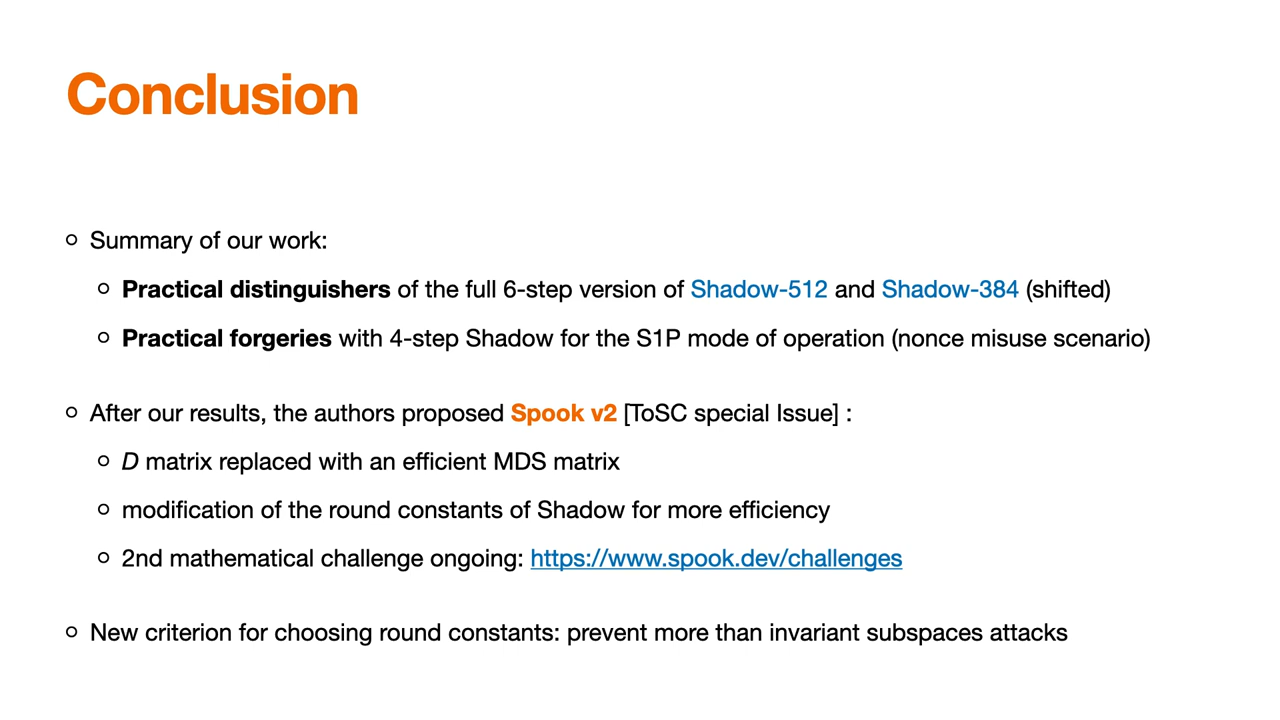 Conclusion
Summary of our work:
Practical distinguishers of the full 6-step version of Shadow-512 and Shadow-384 (shifted)
Practical forgeries with 4-step Shadow for the S1P mode of operation (nonce misuse scenario)
After our results, the authors proposed Spook v2 [ToSC special Issue] :
D matrix replaced with an efficient MDS matrix
modification of the round constants of Shadow for more efficiency
2nd mathematical challenge ongoing: https://www.spook.dev/challenges
New criterion for choosing round constants: prevent more than invariant subspaces attacks